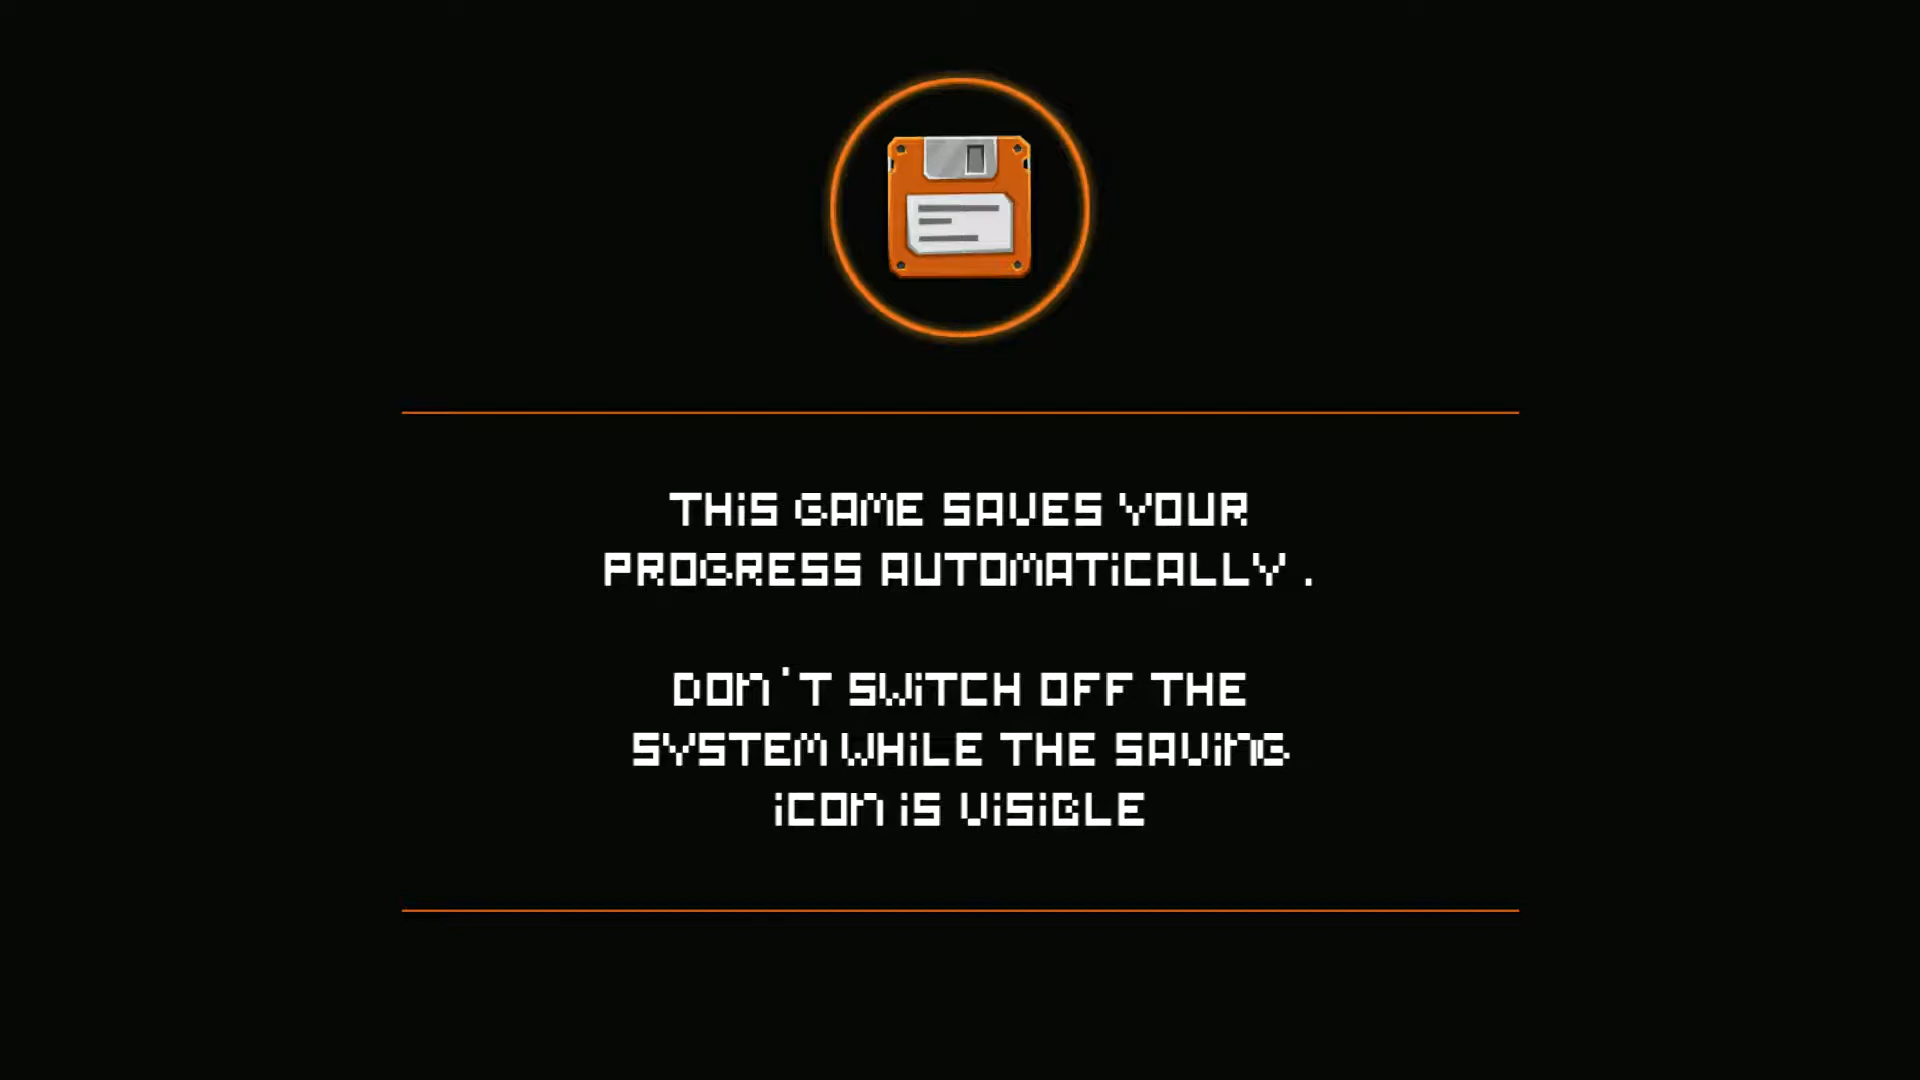 THiS GAME SAVES YOUR
PROGRESS AUTOMATiCALLY .
DON'T SWiTCH OFF THE
SYSTEM WHiLE THE SAViNG
iCON iS ViSiBLE